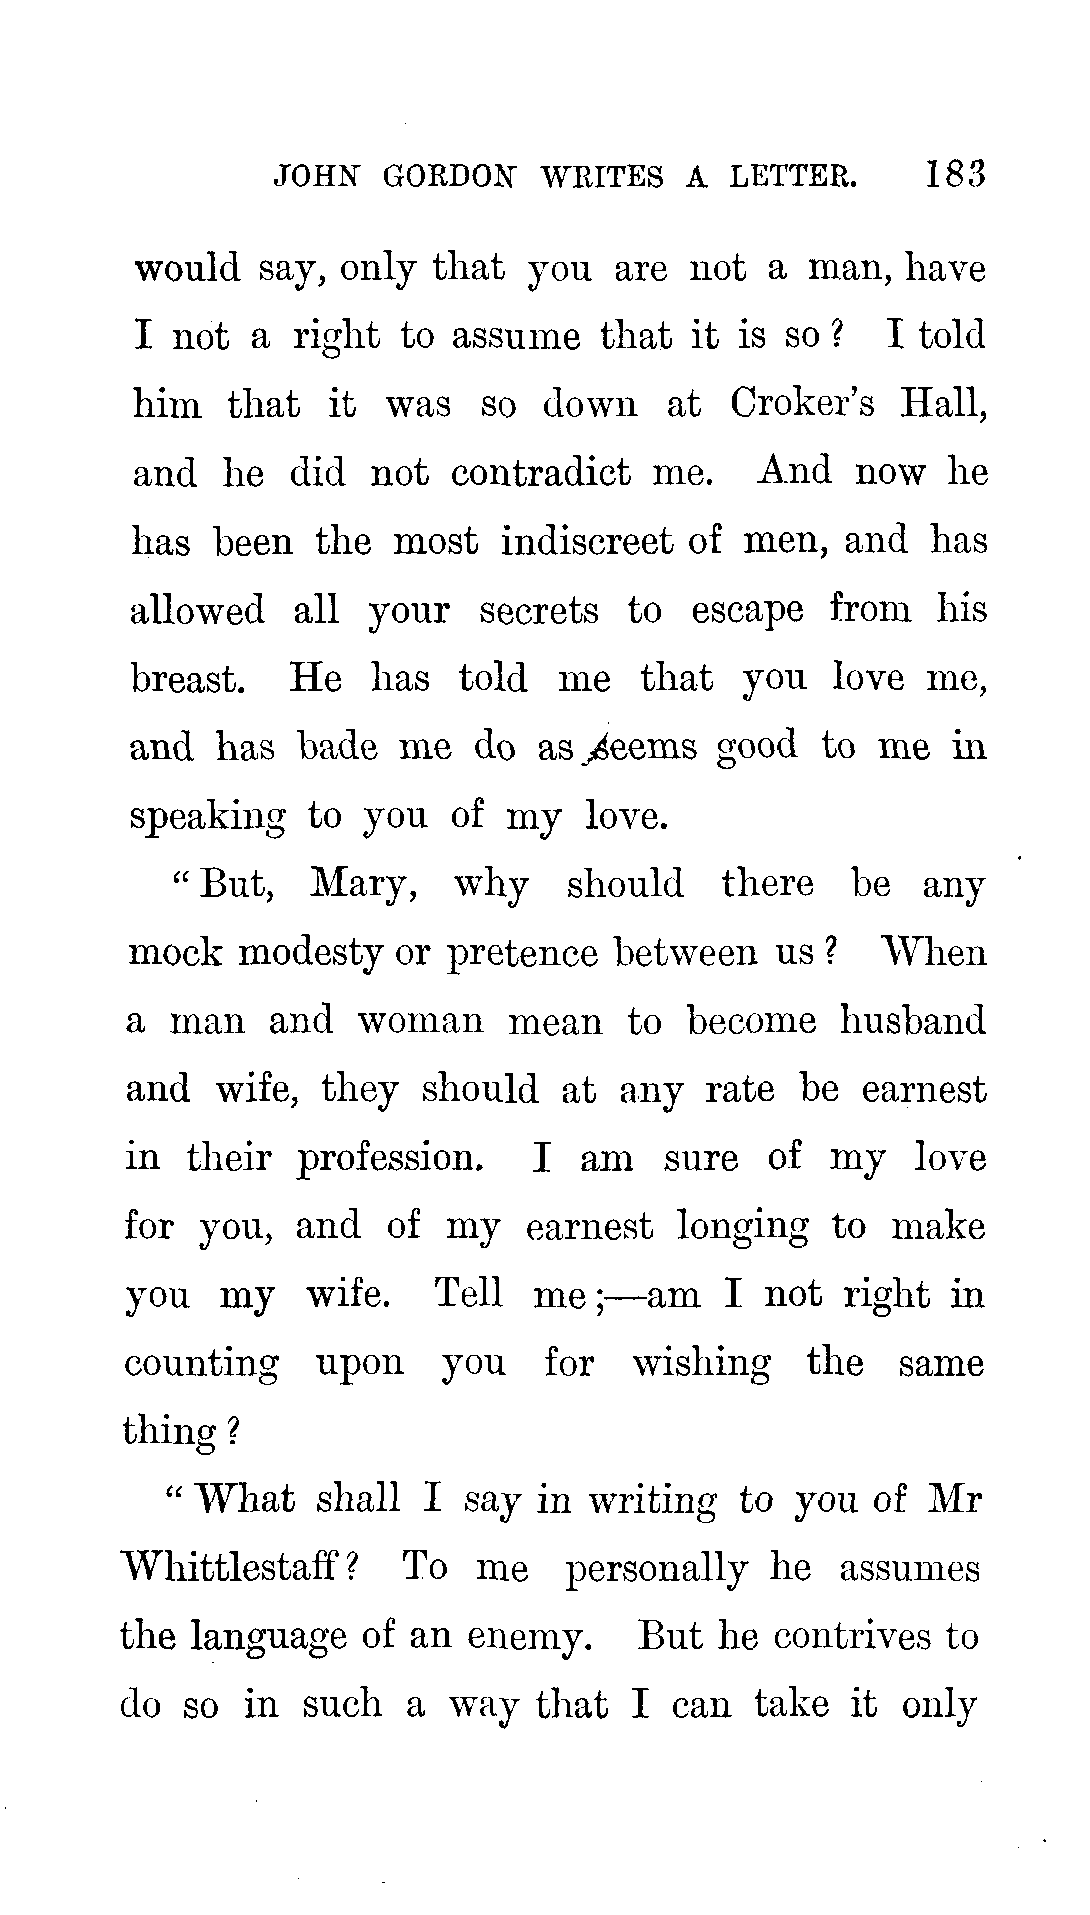 JOHN GORDON WRITES A LETTER. 183
would say, only that you are not a man, have
I not a right to assume that it is so? I told
him that it was so down at Croker's Hall,
and he did not contradict me. And now he
has been the most indiscreet of men, and has
allowed all your secrets to escape from his
breast. He has told me that you love me,
and has bade me do as seems good to me in
speaking to you of my love.
"But, Mary, why should there be any
mock modesty or pretence between us? When
a man and woman mean to become husband
and wife, they should at any rate be earnest
in their profession. I am sure of my love
for you, and of my earnest longing to make
you my wife. Tell me;—am I not right in
counting upon you for wishing the same
thing?
"What shall I say in writing to you of Mr
Whittlestaff? To me personally he assumes
the language of an enemy. But he contrives to
do so in such a way that I can take it only